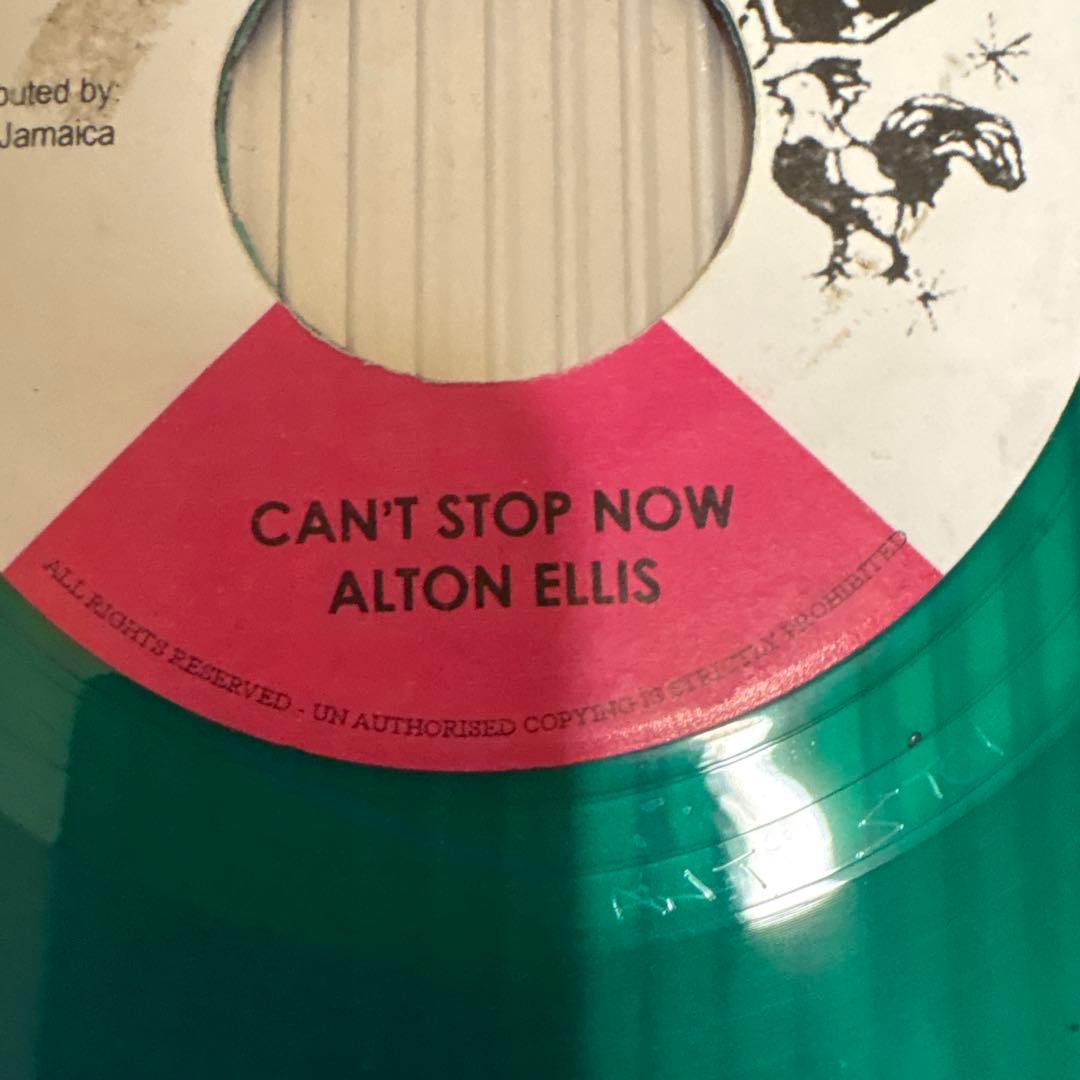 buted by:
Jamaica
CAN'T STOP NOW
ALTON ELLIS
ALL RIGHTS RESERVED - UN AUTHORISED COPYING IS STRICTLY PROHIBITED